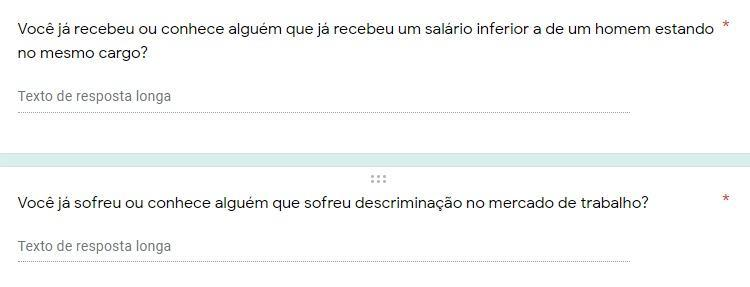 Você já recebeu ou conhece alguém que já recebeu um salário inferior a de um homem estando *
no mesmo cargo?
Texto de resposta longa
Você já sofreu ou conhece alguém que sofreu descriminação no mercado de trabalho? *
Texto de resposta longa